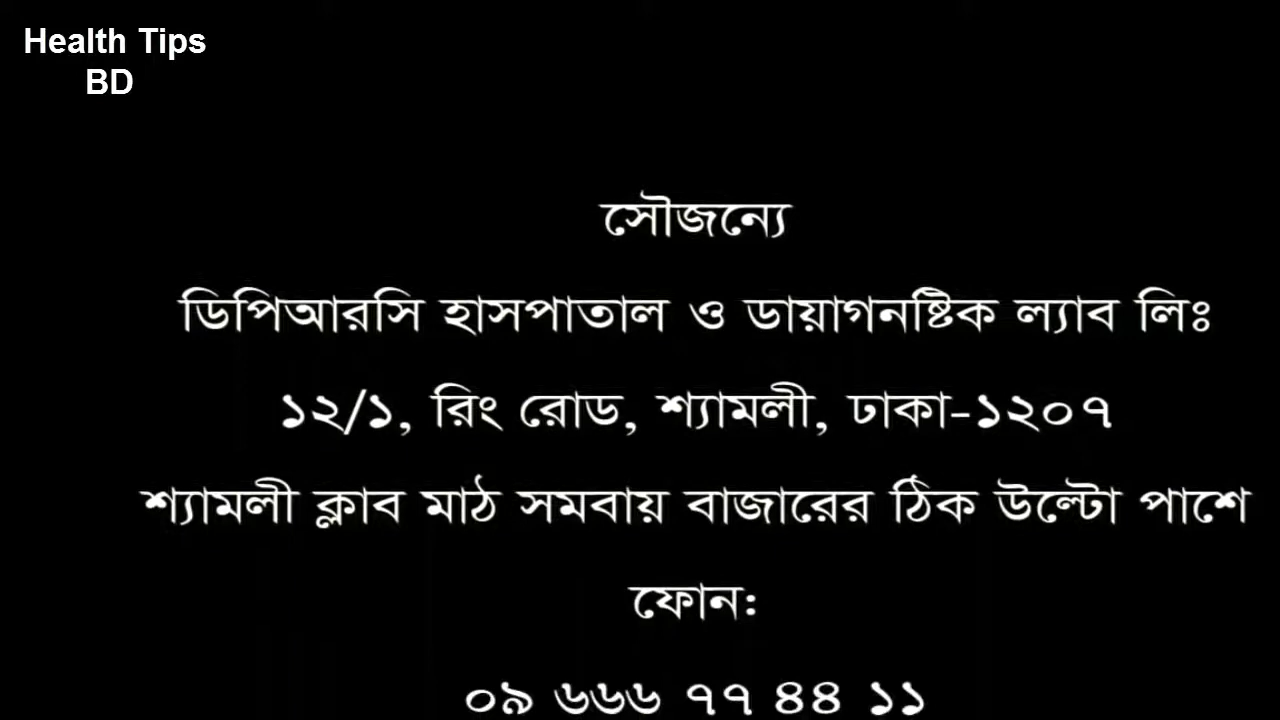 Health Tips
BD
সৌজন্যে
ডিপিআরসি হাসপাতাল ও ডায়াগনষ্টিক ল্যাব লিঃ
১২/১, রিং রোড, শ্যামলী, ঢাকা-১২০৭
শ্যামলী ক্লাব মাঠ সমবায় বাজারের ঠিক উল্টো পাশে
ফোন:
০৯ ৬৬৬ ৭৭ ৪৪ ১১